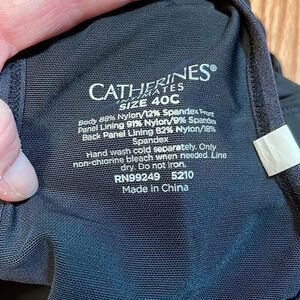 CATHERINES®
INTIMATES
SIZE 40C
Body 88% Nylon/12% Spandex Front
Panel Lining 91% Nylon/9% Spandex
Back Panel Lining 82% Nylon/18%
Spandex
Hand wash cold separately. Only
non-chlorine bleach when needed. Line
dry. Do not iron.
RN99249 5210
Made in China